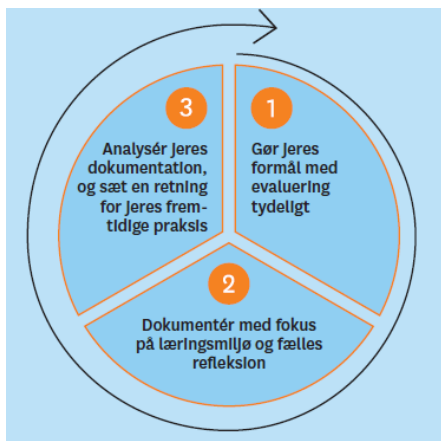 1
Gør jeres
formål med
evaluering
tydeligt
2
Dokumentér med fokus
på læringsmiljø og fælles
refleksion
3
Analysér jeres
dokumentation,
og sæt en retning
for jeres frem-
tidige praksis